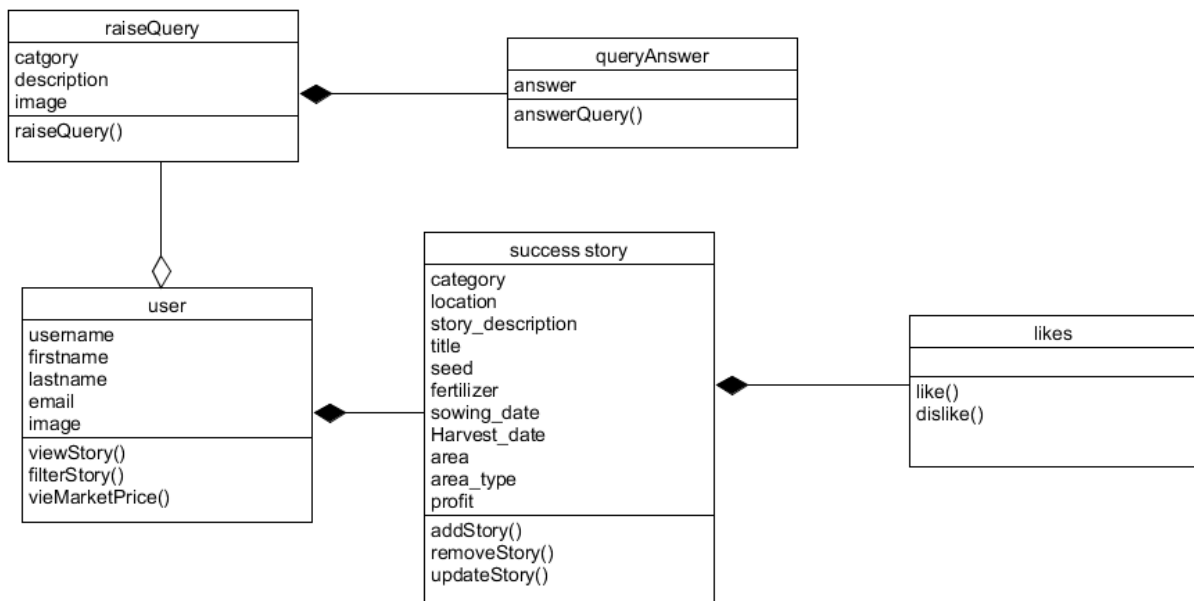 raiseQuery
catgory
description
image
raiseQuery()
queryAnswer
answer
answerQuery()
user
username
firstname
lastname
email
image
viewStory()
filterStory()
vieMarketPrice()
success story
category
location
story_description
title
seed
fertilizer
sowing_date
Harvest_date
area
area_type
profit
addStory()
removeStory()
updateStory()
likes
like()
dislike()